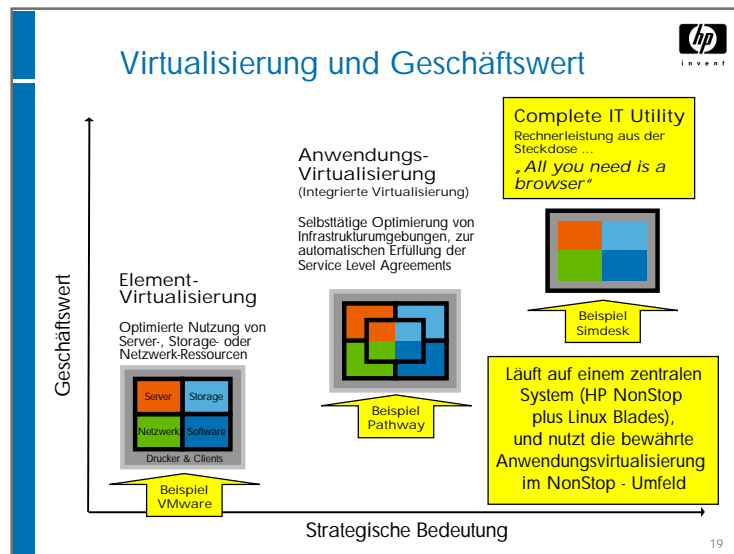 Virtualisierung und Geschäftswert
hp
invent
Complete IT Utility
Rechnerleistung aus der
Steckdose ...
„All you need is a
browser“
Anwendungs-
Virtualisierung
(Integrierte Virtualisierung)
Selbsttätige Optimierung von
Infrastrukturumgebungen, zur
automatischen Erfüllung der
Service Level Agreements
Element-
Virtualisierung
Optimierte Nutzung von
Server-, Storage- oder
Netzwerk-Ressourcen
Server
Storage
Netzwerk
Software
Drucker & Clients
Beispiel
VMware
Beispiel
Pathway
Beispiel
Simdesk
Läuft auf einem zentralen
System (HP NonStop
plus Linux Blades),
und nutzt die bewährte
Anwendungsvirtualisierung
im NonStop - Umfeld
Geschäftswert
Strategische Bedeutung
19